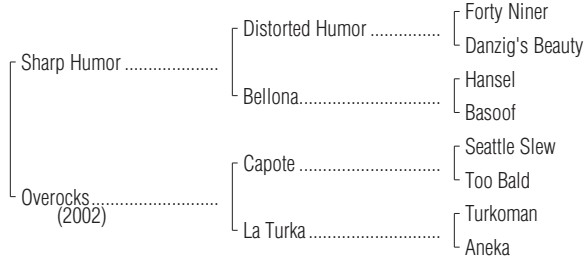 Forty Niner
Distorted Humor ..................
Danzig's Beauty
Sharp Humor ........................
Hansel
Bellona....................................
Basoof
Seattle Slew
Capote ....................................
Too Bald
Overocks................................
(2002)
Turkoman
La Turka .................................
Aneka